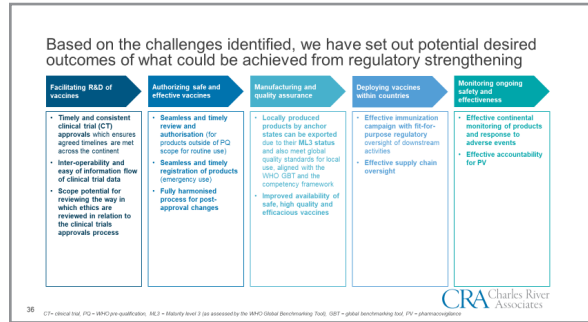 Based on the challenges identified, we have set out potential desired
outcomes of what could be achieved from regulatory strengthening
Facilitating R&D of
vaccines
• Timely and consistent
clinical trial (CT)
approvals which ensures
agreed timelines are met
across the continent
• Inter-operability and
easy of information flow
of clinical trial data
• Scope potential for
reviewing the way in
which ethics are
reviewed in relation to
the clinical trials
approvals process
Authorizing safe and
effective vaccines
• Seamless and timely
review and
authorisation (for
products outside of PQ
scope for routine use)
• Seamless and timely
registration of products
(emergency use)
• Fully harmonised
process for post-
approval changes
Manufacturing and
quality assurance
• Locally produced
products by anchor
states can be exported
due to their ML3 status
and also meet global
quality standards for local
use, aligned with the
WHO GBT and the
competency framework
• Improved availability of
safe, high quality and
efficacious vaccines
Deploying vaccines
within countries
• Effective immunization
campaign with fit-for-
purpose regulatory
oversight of downstream
activities
• Effective supply chain
oversight
Monitoring ongoing
safety and
effectiveness
• Effective continental
monitoring of products
and response to
adverse events
• Effective accountability
for PV
CRA Charles River
Associates
36
CT= clinical trial, PQ = WHO pre-qualification, ML3 = Maturity level 3 (as assessed by the WHO Global Benchmarking Tool), GBT = global benchmarking tool, PV = pharmacovigilance